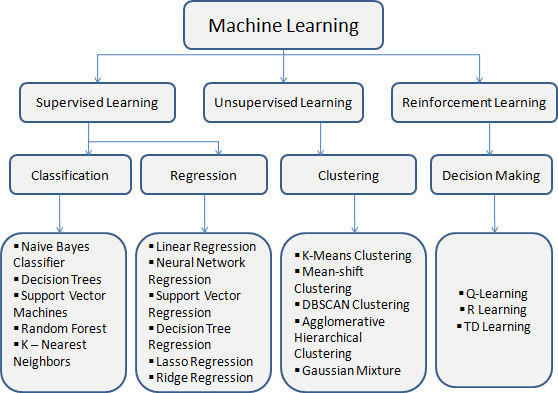 Machine Learning
Supervised Learning
Unsupervised Learning
Reinforcement Learning
Classification
Regression
Clustering
Decision Making
▪ Naive Bayes
Classifier
▪ Decision Trees
▪ Support Vector
Machines
▪ Random Forest
▪ K – Nearest
Neighbors
▪ Linear Regression
▪ Neural Network
Regression
▪ Support Vector
Regression
▪ Decision Tree
Regression
▪ Lasso Regression
▪ Ridge Regression
▪ K-Means Clustering
▪ Mean-shift
Clustering
▪ DBSCAN Clustering
▪ Agglomerative
Hierarchical
Clustering
▪ Gaussian Mixture
▪ Q-Learning
▪ R Learning
▪ TD Learning